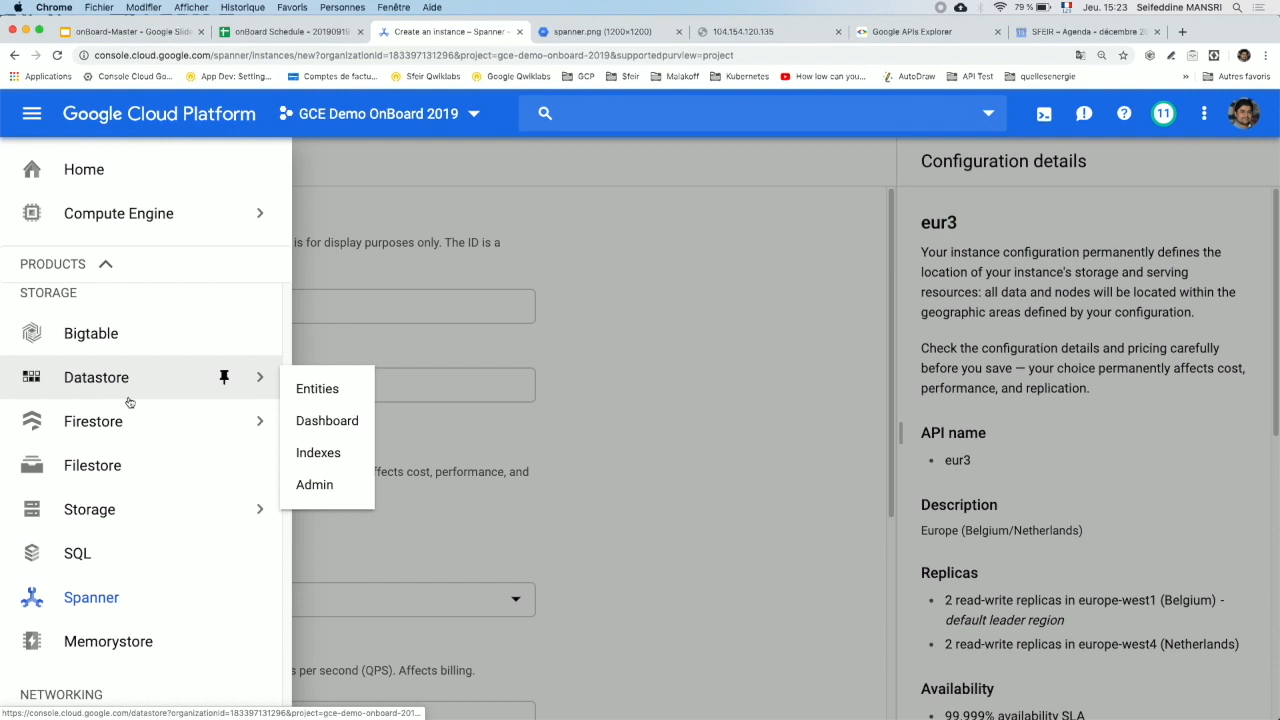 Chrome Fichier Modifier Afficher Historique Favoris Personnes Fenêtre Aide 79 % Jeu. 15:23 Seifeddine MANSRI
onBoard-Master - Google Slide
onBoard Schedule - 20190919
Create an instance – Spanner -
spanner.png (1200×1200)
104.154.120.135
Google APIs Explorer
SFEIR – Agenda – décembre 20
console.cloud.google.com/spanner/instances/new?organizationId=183397131296&project=gce-demo-onboard-2019&supportedpurview=project
Applications Console Cloud Go... App Dev: Setting... Comptes de factu... Sfeir Qwiklabs Google Qwiklabs GCP Sfeir Malakoff Kubernetes How low can you... AutoDraw API Test quellesenergie » Autres favoris
Google Cloud Platform GCE Demo OnBoard 2019 11
Home
Compute Engine
PRODUCTS
STORAGE
Bigtable
Datastore
Firestore
Filestore
Storage
SQL
Spanner
Memorystore
NETWORKING
Entities
Dashboard
Indexes
Admin
is for display purposes only. The ID is a
ffects cost, performance, and
s per second (QPS). Affects billing.
Configuration details
eur3
Your instance configuration permanently defines the
location of your instance's storage and serving
resources: all data and nodes will be located within the
geographic areas defined by your configuration.
Check the configuration details and pricing carefully
before you save — your choice permanently affects cost,
performance, and replication.
API name
• eur3
Description
Europe (Belgium/Netherlands)
Replicas
• 2 read-write replicas in europe-west1 (Belgium) -
default leader region
• 2 read-write replicas in europe-west4 (Netherlands)
Availability
• 99.999% availability SLA
https://console.cloud.google.com/datastore?organizationId=183397131296&project=gce-demo-onboard-201...